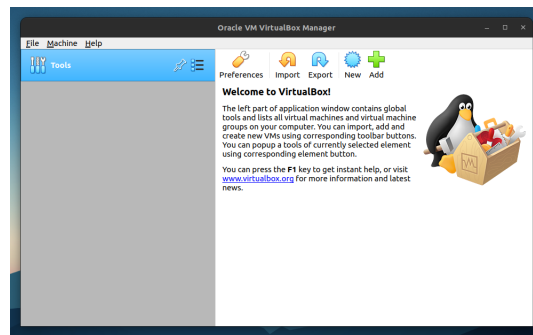 Oracle VM VirtualBox Manager
File Machine Help
Tools
Preferences Import Export New Add
Welcome to VirtualBox!
The left part of application window contains global
tools and lists all virtual machines and virtual machine
groups on your computer. You can import, add and
create new VMs using corresponding toolbar buttons.
You can popup a tools of currently selected element
using corresponding element button.
You can press the F1 key to get instant help, or visit
www.virtualbox.org for more information and latest
news.